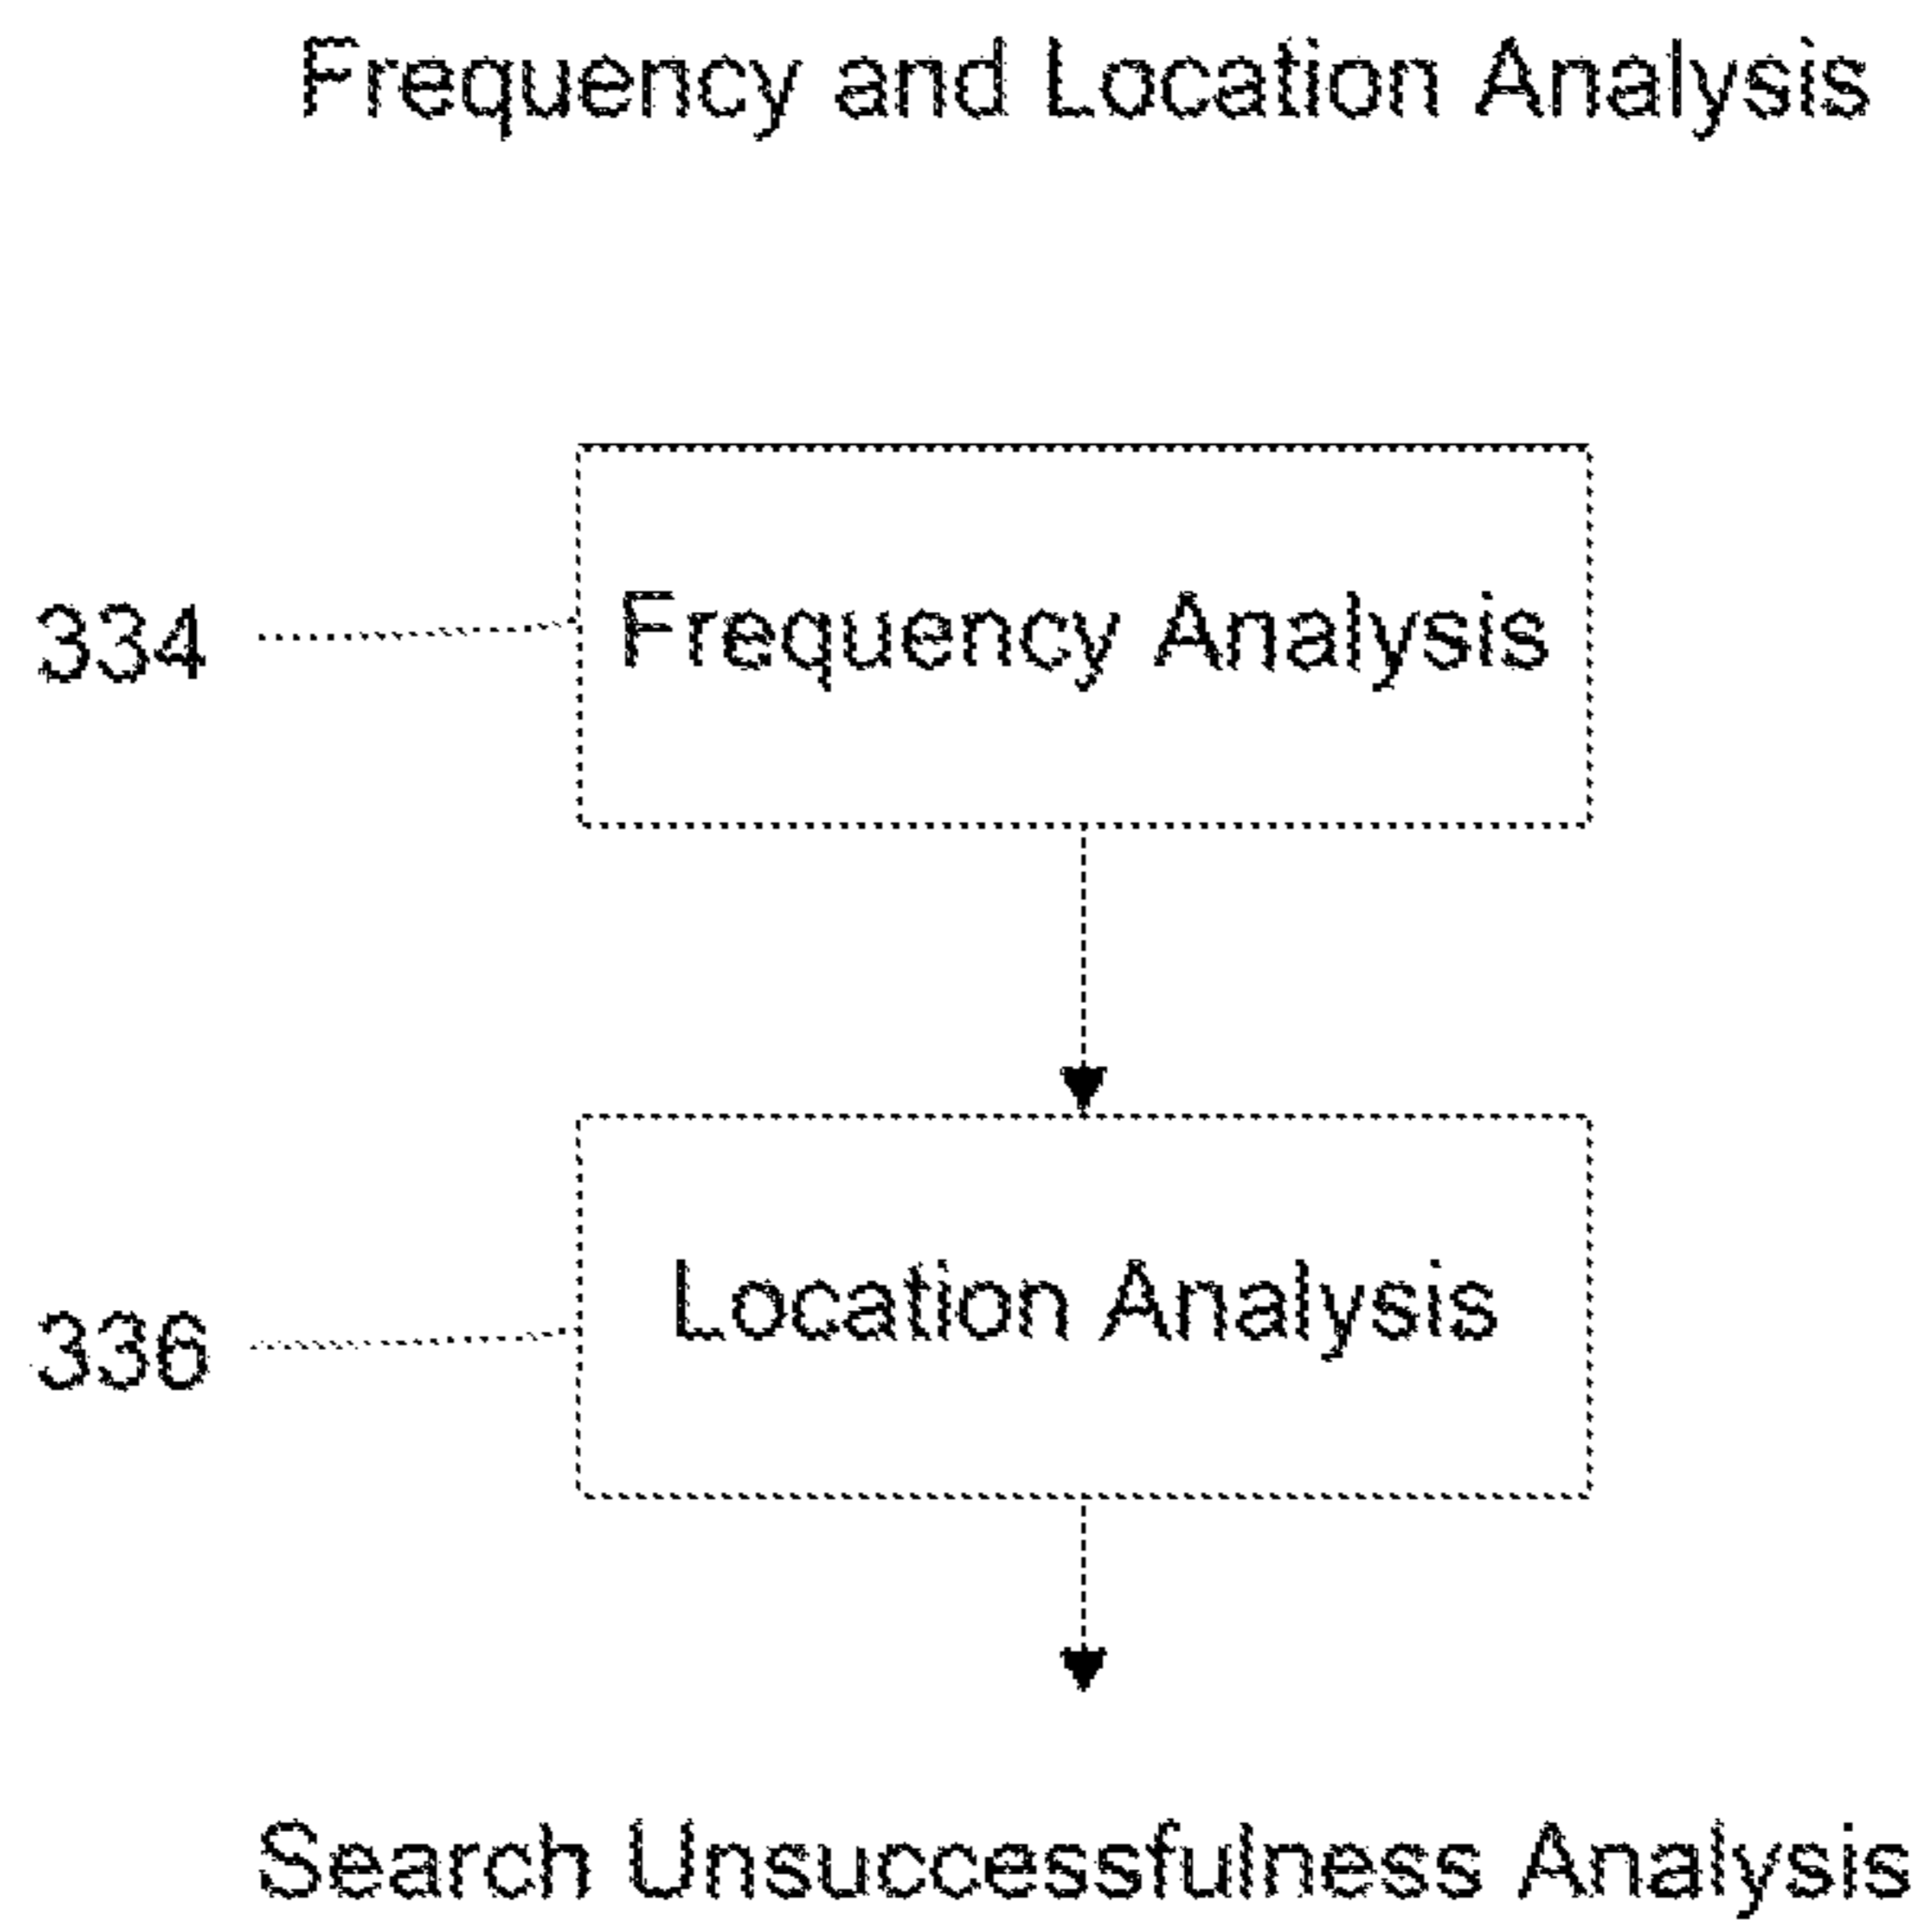 Frequency and Location Analysis
334
Frequency Analysis
336
Location Analysis
Search Unsuccessfulness Analysis